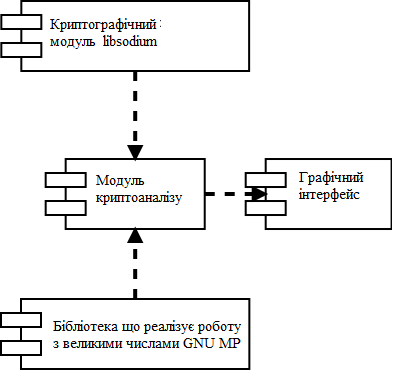 Криптографічний :
модуль libsodium
Модуль
криптоаналізу
Графічний
інтерфейс
Бібліотека що реалізує роботу
з великими числами GNU MP